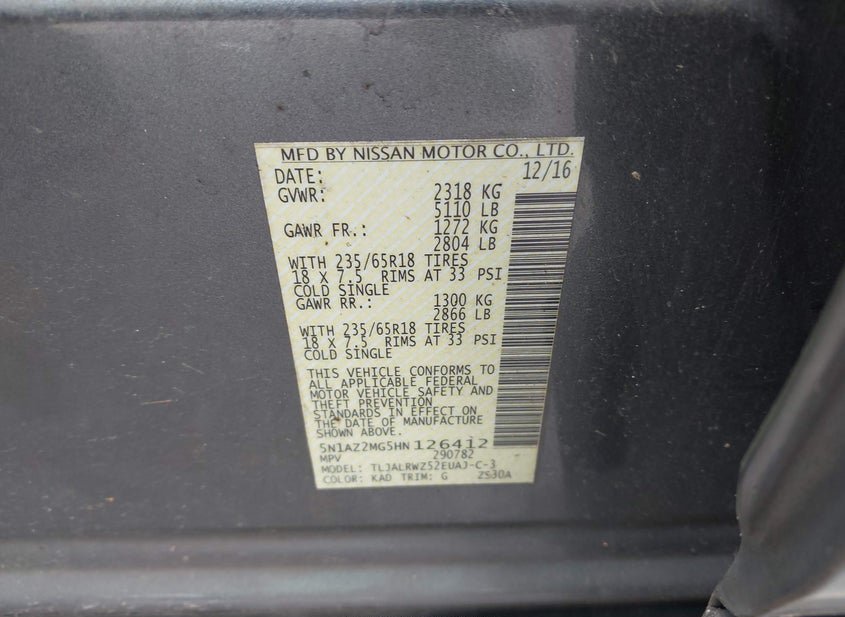 MFD BY NISSAN MOTOR CO., LTD.
DATE: 12/16
GVWR: 2318 KG
5110 LB
GAWR FR.: 1272 KG
2804 LB
WITH 235/65R18 TIRES
18 X 7.5 RIMS AT 33 PSI
COLD SINGLE
GAWR RR.: 1300 KG
2866 LB
WITH 235/65R18 TIRES
18 X 7.5 RIMS AT 33 PSI
COLD SINGLE
THIS VEHICLE CONFORMS TO
ALL APPLICABLE FEDERAL
MOTOR VEHICLE SAFETY AND
THEFT PREVENTION
STANDARDS IN EFFECT ON
THE DATE OF MANUFACTURE
SHOWN ABOVE.
5N1AZ2MG5HN126412
MPV 290782
MODEL: TLJALRWZ52EUAJ-C-3
COLOR: KAD TRIM: G ZS30A